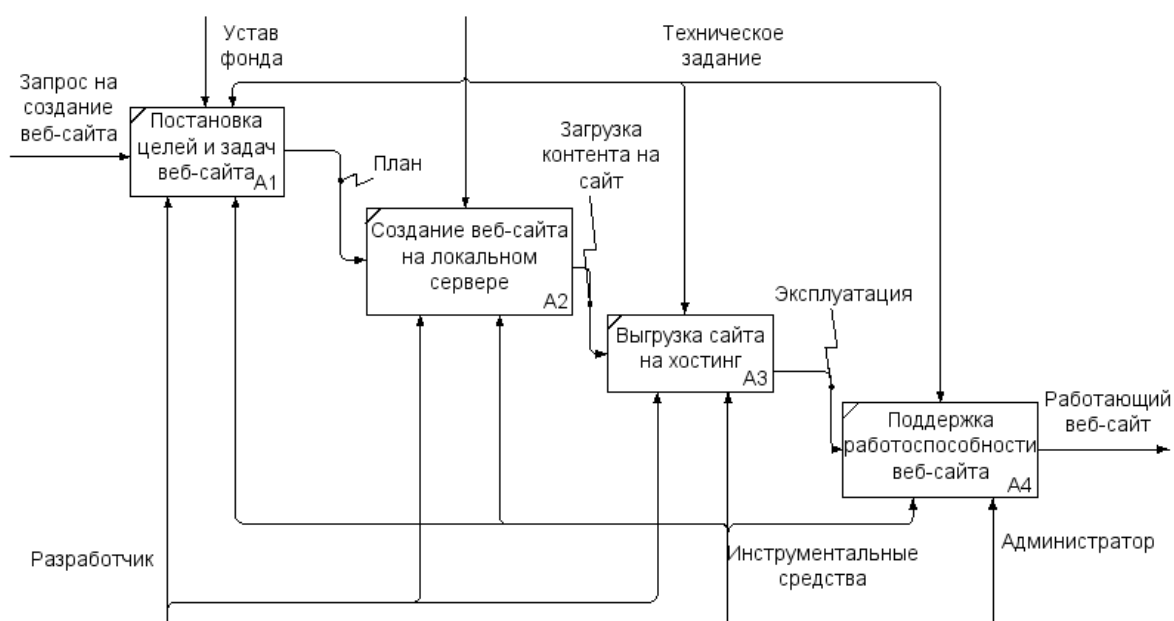 Устав
фонда
Техническое
задание
Запрос на
создание
веб-сайта
Постановка
целей и задач
веб-сайта
A1
План
Загрузка
контента на
сайт
Создание веб-сайта
на локальном
сервере
A2
Эксплуатация
Выгрузка сайта
на хостинг
A3
Работающий
веб-сайт
Поддержка
работоспособности
веб-сайта
A4
Разработчик
Инструментальные
средства
Администратор